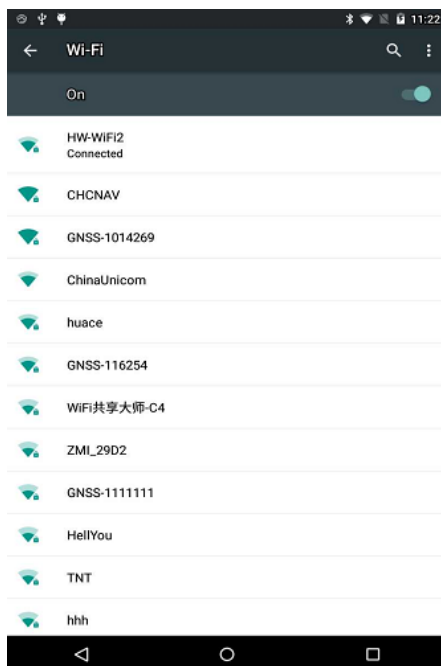 11:22
Wi-Fi
On
HW-WiFi2
Connected
CHCNAV
GNSS-1014269
ChinaUnicom
huace
GNSS-116254
WiFi共享大师-C4
ZMI_29D2
GNSS-1111111
HellYou
TNT
hhh